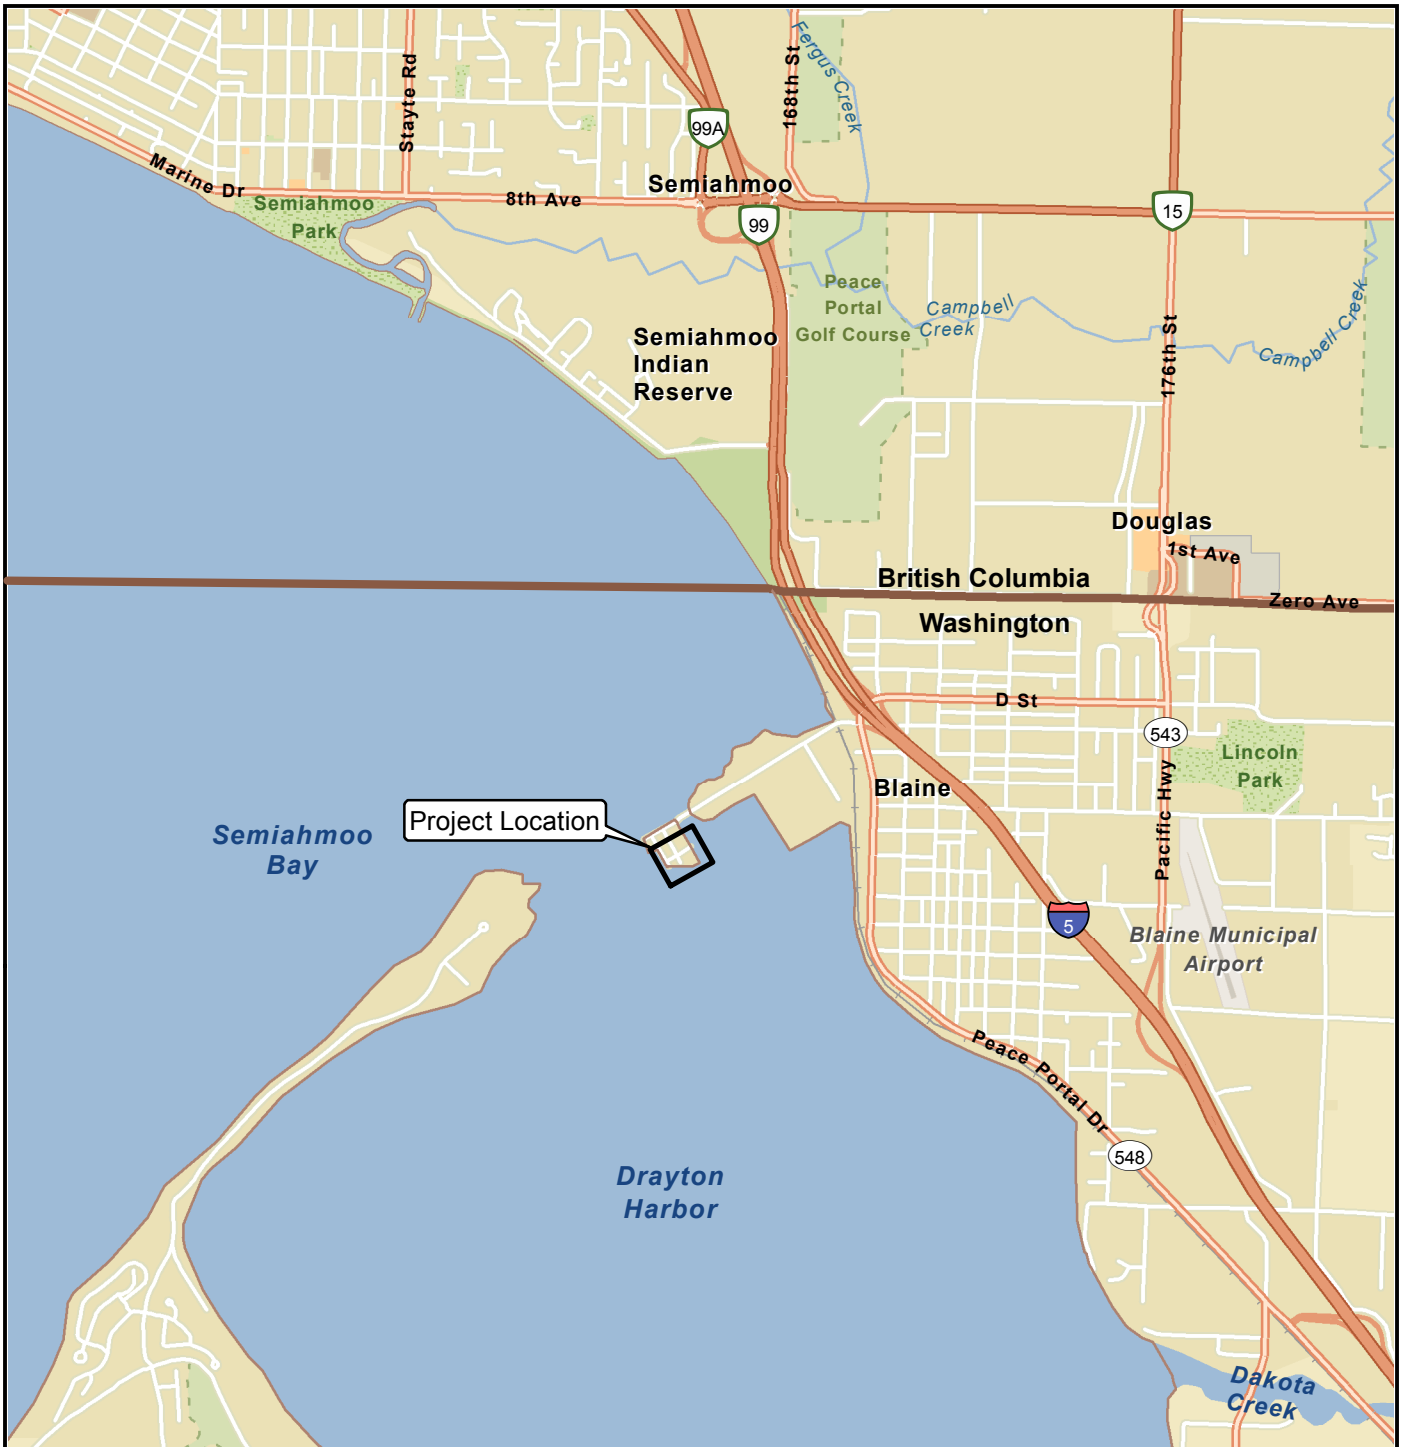 Stayte Rd
168th St
Fergus Creek
99A
Marine Dr
Semiahmoo
8th Ave
Semiahmoo
Park
99
15
Peace
Portal
Golf Course
Campbell
Creek
Campbell Creek
176th St
Semiahmoo
Indian
Reserve
Douglas
1st Ave
British Columbia
Zero Ave
Washington
D St
543
Lincoln
Park
Blaine
Pacific Hwy
Project Location
Semiahmoo
Bay
5
Blaine Municipal
Airport
Peace Portal Dr
548
Drayton
Harbor
Dakota
Creek